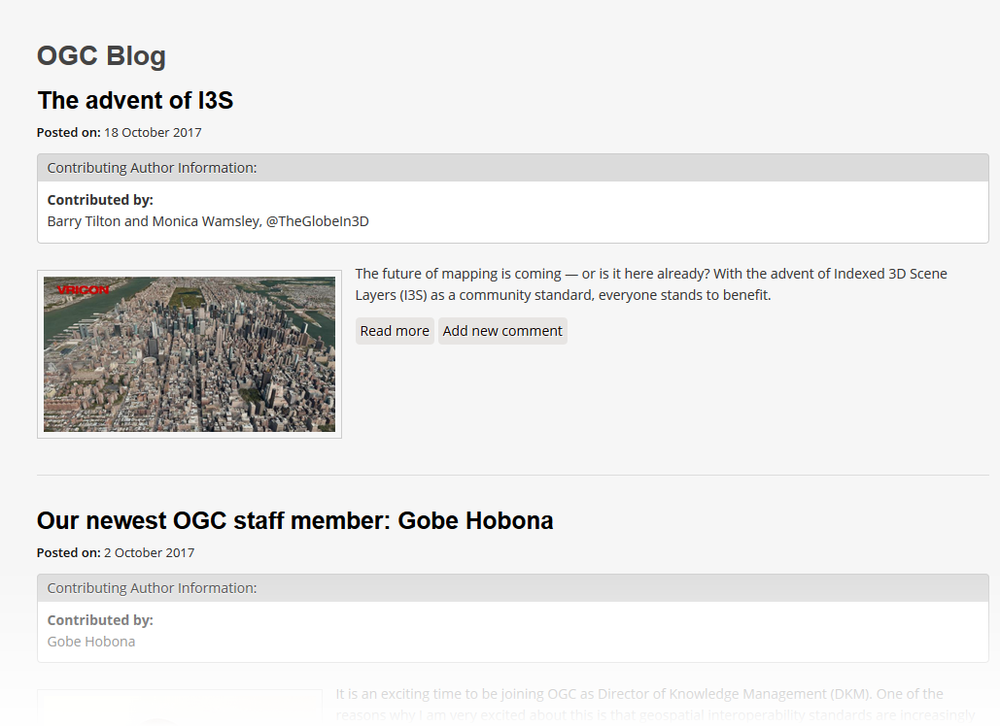 OGC Blog
The advent of I3S
Posted on: 18 October 2017
Contributing Author Information:
Contributed by:
Barry Tilton and Monica Wamsley, @TheGlobeIn3D
VRICON
The future of mapping is coming — or is it here already? With the advent of Indexed 3D Scene
Layers (I3S) as a community standard, everyone stands to benefit.
Read more Add new comment
Our newest OGC staff member: Gobe Hobona
Posted on: 2 October 2017
Contributing Author Information:
Contributed by:
Gobe Hobona
It is an exciting time to be joining OGC as Director of Knowledge Management (DKM). One of the
reasons why I am very excited about this is that geospatial interoperability standards are increasingly